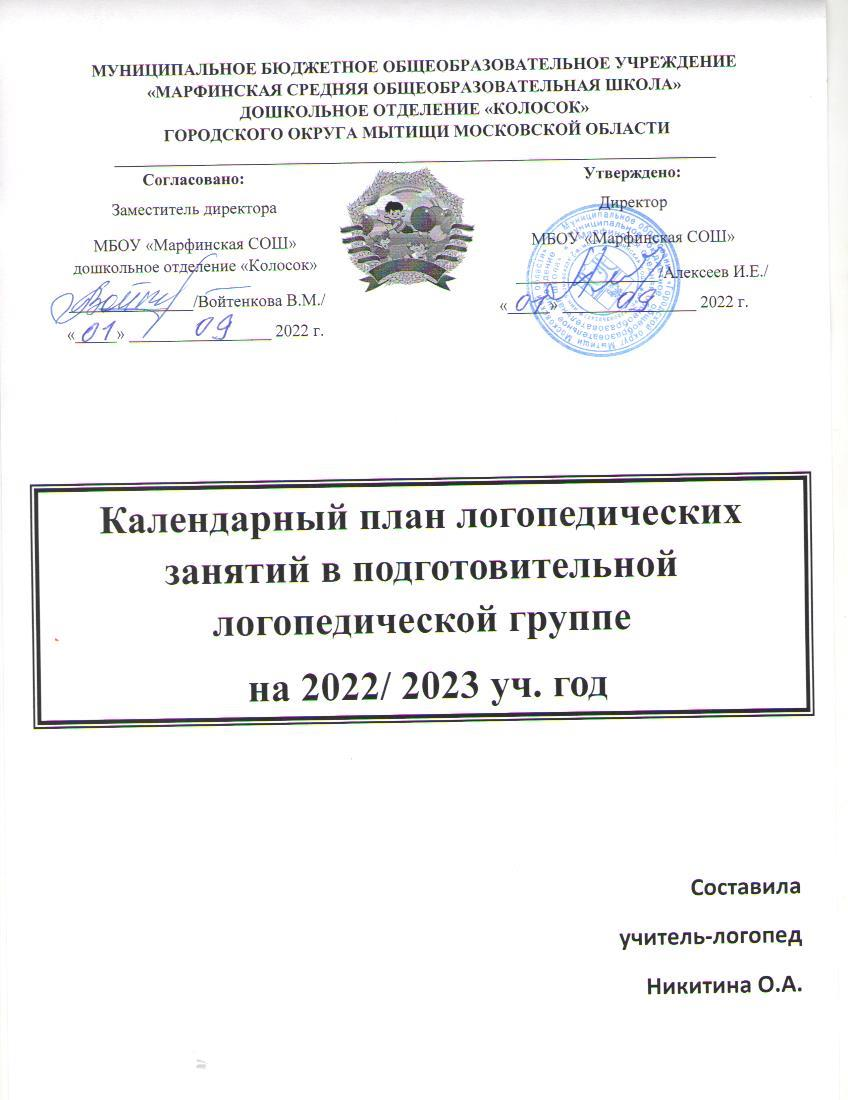 МУНИЦИПАЛЬНОЕ БЮДЖЕТНОЕ ОБЩЕОБРАЗОВАТЕЛЬНОЕ УЧРЕЖДЕНИЕ
«МАРФИНСКАЯ СРЕДНЯЯ ОБЩЕОБРАЗОВАТЕЛЬНАЯ ШКОЛА»
ДОШКОЛЬНОЕ ОТДЕЛЕНИЕ «КОЛОСОК»
ГОРОДСКОГО ОКРУГА МЫТИЩИ МОСКОВСКОЙ ОБЛАСТИ
Согласовано:
Заместитель директора
МБОУ «Марфинская СОШ»
дошкольное отделение «Колосок»
/Войтенкова В.М./
«01» 09 2022 г.
Утверждено:
Директор
МБОУ «Марфинская СОШ»
/Алексеев И.Е./
«01» 09 2022 г.
Календарный план логопедических
занятий в подготовительной
логопедической группе
на 2022/ 2023 уч. год
Составила
учитель-логопед
Никитина О.А.